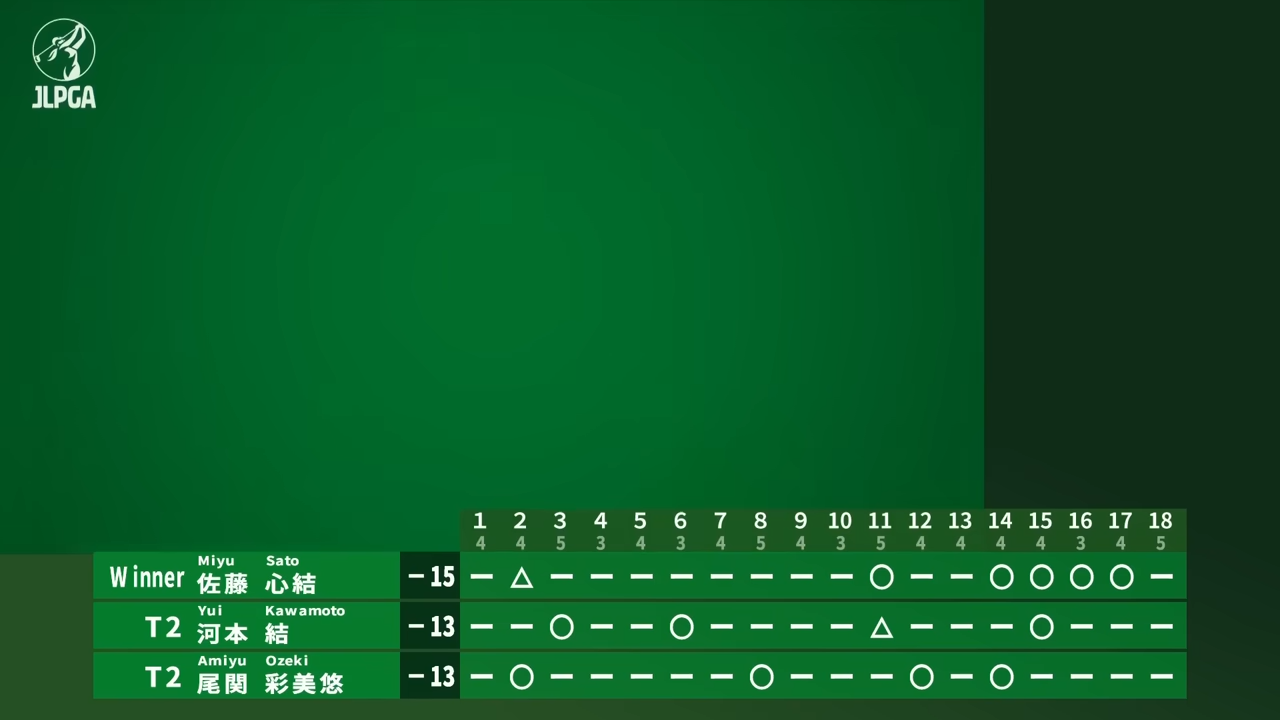 JLPGA
1 2 3 4 5 6 7 8 9 10 11 12 13 14 15 16 17 18
4 4 5 3 4 3 4 5 4 3 5 4 4 4 4 3 4 5
Miyu Sato
Winner 佐藤 心結 -15 — △ — — — — — — — — ○ — — ○ ○ ○ ○ —
Yui Kawamoto
T2 河本 結 -13 — — ○ — — ○ — — — — △ — — — ○ — — —
Amiyu Ozeki
T2 尾関 彩美悠 -13 — ○ — — — — — ○ — — — ○ — ○ — — — —